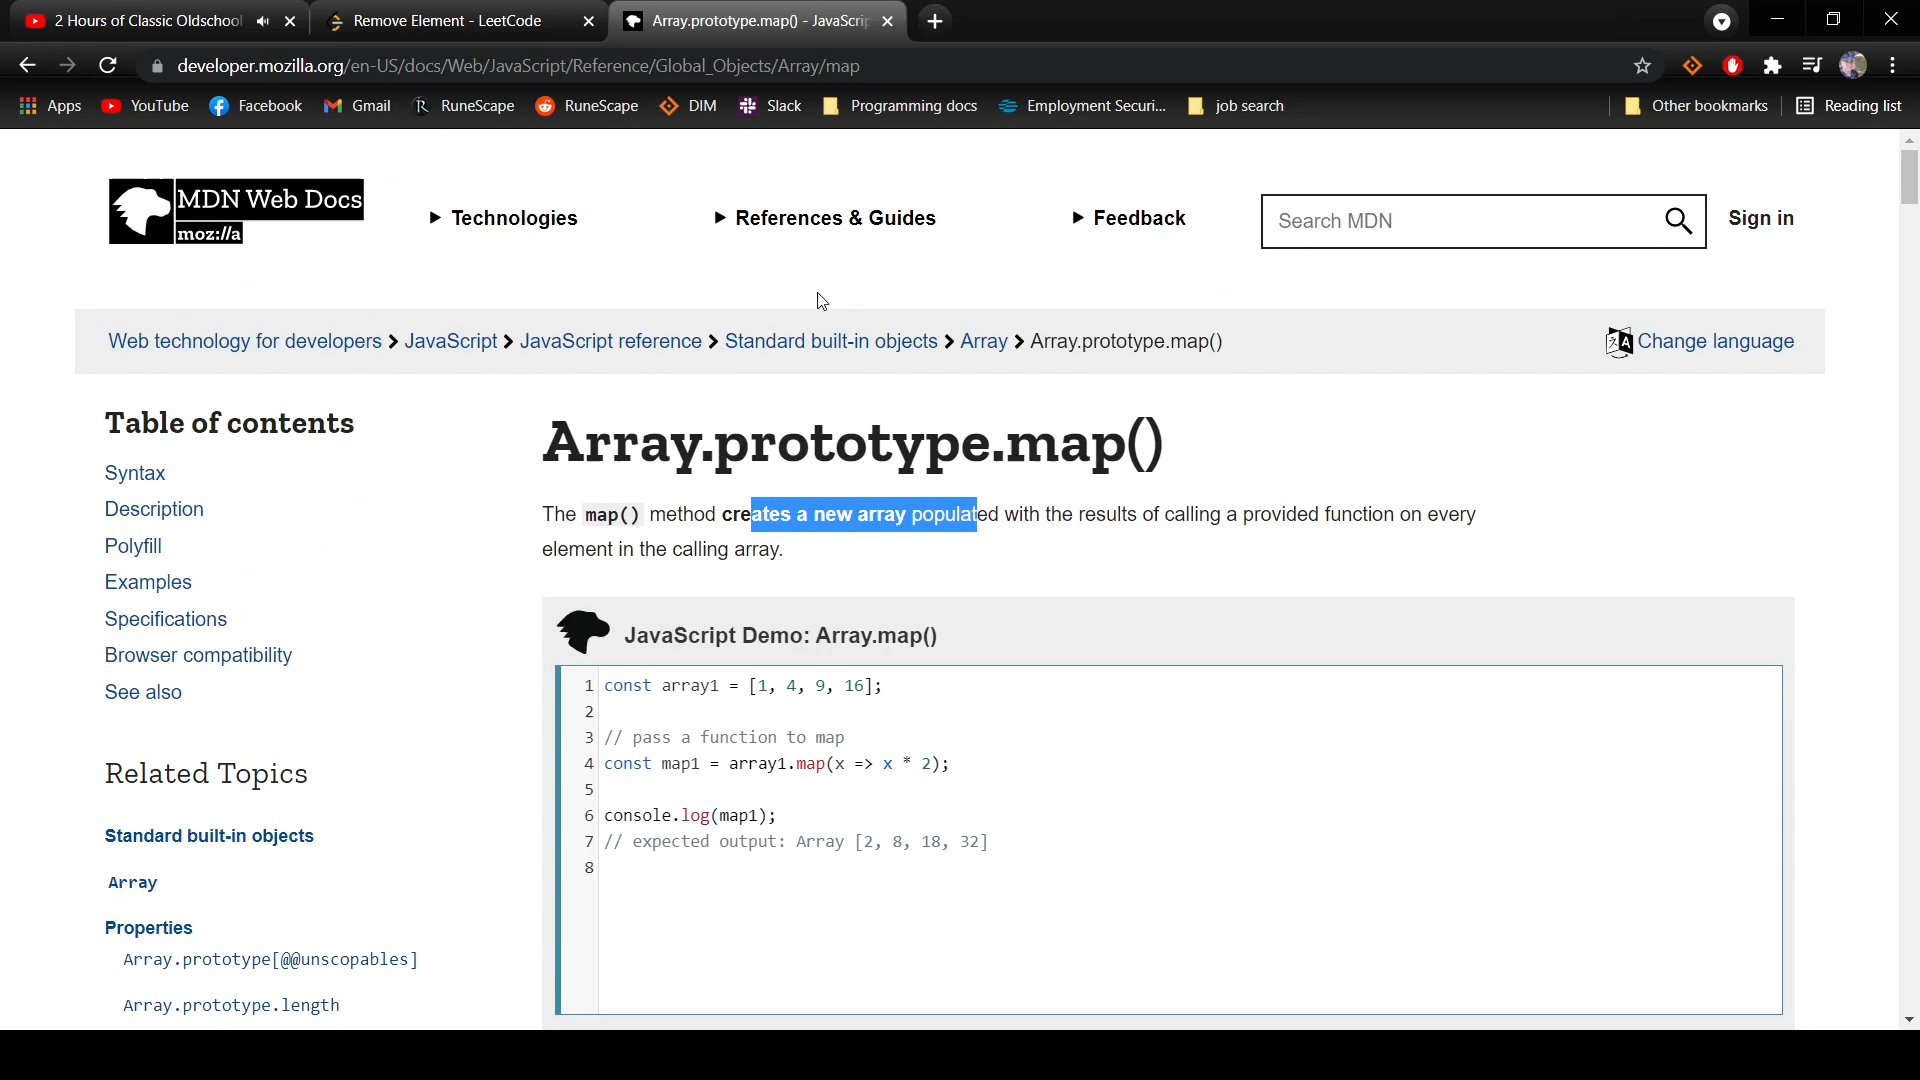 2 Hours of Classic Oldschool
Remove Element - LeetCode
Array.prototype.map() - JavaScrip
developer.mozilla.org/en-US/docs/Web/JavaScript/Reference/Global_Objects/Array/map
Apps YouTube Facebook Gmail RuneScape RuneScape DIM Slack Programming docs Employment Securi... job search Other bookmarks Reading list
MDN Web Docs
moz://a
Technologies
References & Guides
Feedback
Search MDN
Sign in
Web technology for developers > JavaScript > JavaScript reference > Standard built-in objects > Array > Array.prototype.map()
Change language
Table of contents
Syntax
Description
Polyfill
Examples
Specifications
Browser compatibility
See also
Related Topics
Standard built-in objects
Array
Properties
Array.prototype[@@unscopables]
Array.prototype.length
Array.prototype.map()
The map() method creates a new array populated with the results of calling a provided function on every
element in the calling array.
JavaScript Demo: Array.map()
1 const array1 = [1, 4, 9, 16];
2
3 // pass a function to map
4 const map1 = array1.map(x => x * 2);
5
6 console.log(map1);
7 // expected output: Array [2, 8, 18, 32]
8